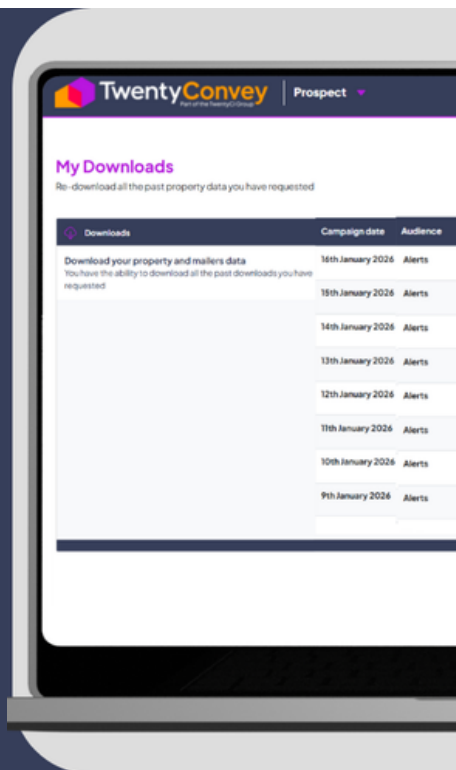 TwentyConvey
Part of the TwentyCi Group
Prospect
My Downloads
Re-download all the past property data you have requested
Downloads
Campaign date Audience
Download your property and mailers data
You have the ability to download all the past downloads you have
requested
16th January 2026 Alerts
15th January 2026 Alerts
14th January 2026 Alerts
13th January 2026 Alerts
12th January 2026 Alerts
11th January 2026 Alerts
10th January 2026 Alerts
9th January 2026 Alerts